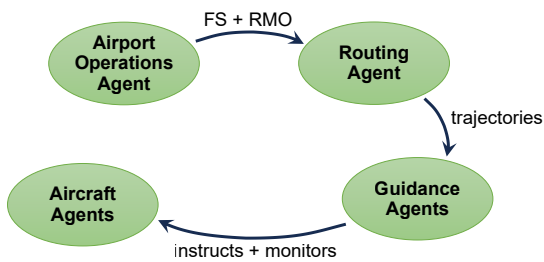 FS + RMO
Airport
Operations
Agent
Routing
Agent
trajectories
Aircraft
Agents
Guidance
Agents
instructs + monitors